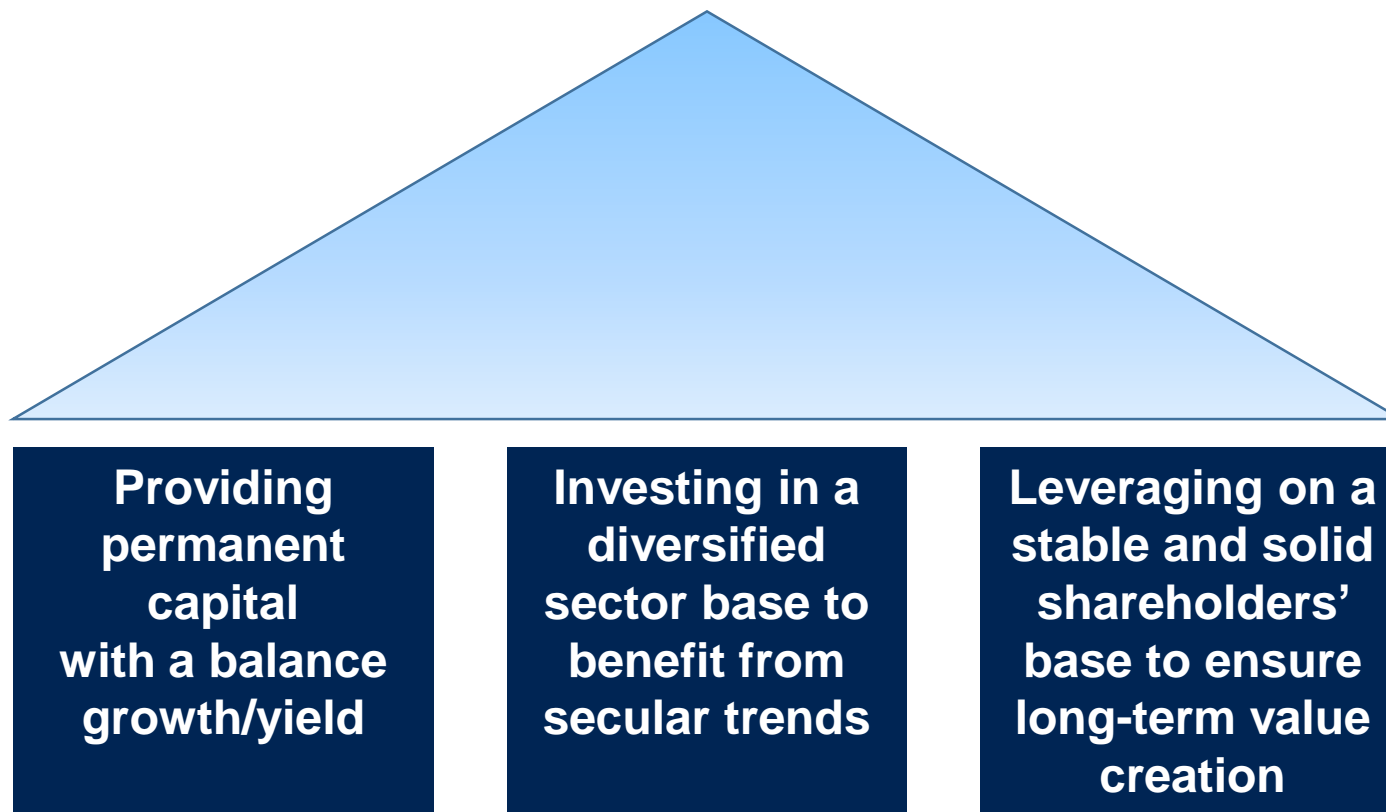 Providing
permanent
capital
with a balance
growth/yield
Investing in a
diversified
sector base to
benefit from
secular trends
Leveraging on a
stable and solid
shareholders’
base to ensure
long-term value
creation